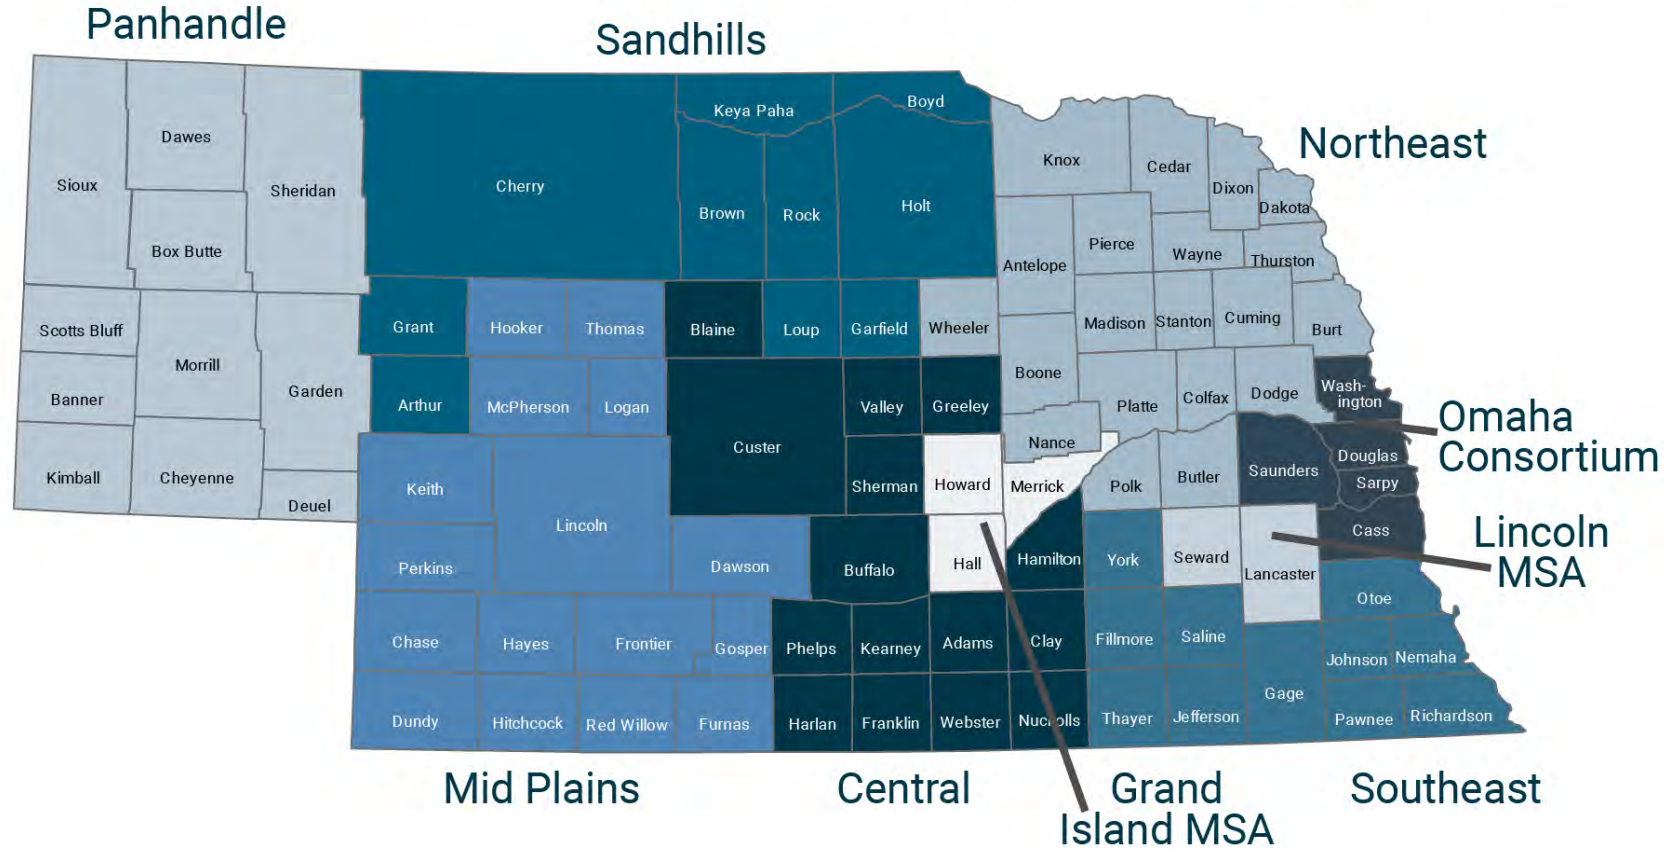 Panhandle
Sandhills
Northeast
Sioux
Dawes
Sheridan
Box Butte
Scotts Bluff
Morrill
Garden
Banner
Kimball
Cheyenne
Deuel
Cherry
Keya Paha
Boyd
Brown
Rock
Holt
Grant
Hooker
Thomas
Blaine
Loup
Garfield
Wheeler
Arthur
McPherson
Logan
Custer
Valley
Greeley
Sherman
Howard
Merrick
Knox
Cedar
Dixon
Dakota
Antelope
Pierce
Wayne
Thurston
Madison
Stanton
Cuming
Burt
Boone
Platte
Colfax
Dodge
Wash-
ington
Nance
Polk
Butler
Saunders
Douglas
Sarpy
Omaha
Consortium
Keith
Lincoln
Perkins
Dawson
Buffalo
Hall
Hamilton
York
Seward
Lancaster
Cass
Lincoln
MSA
Otoe
Chase
Hayes
Frontier
Gosper
Phelps
Kearney
Adams
Clay
Fillmore
Saline
Gage
Johnson
Nemaha
Dundy
Hitchcock
Red Willow
Furnas
Harlan
Franklin
Webster
Nuckolls
Thayer
Jefferson
Pawnee
Richardson
Mid Plains
Central
Grand
Island MSA
Southeast